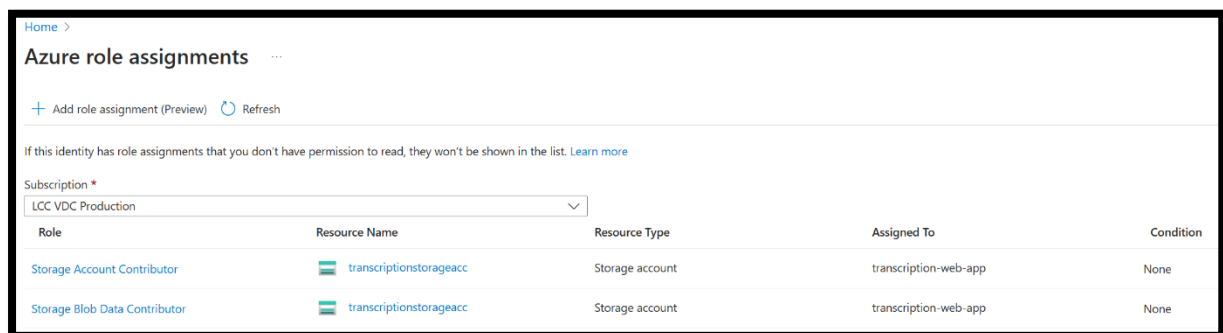 Home >
Azure role assignments ...
+ Add role assignment (Preview) Refresh
If this identity has role assignments that you don't have permission to read, they won't be shown in the list. Learn more
Subscription *
LCC VDC Production
Role Resource Name Resource Type Assigned To Condition
Storage Account Contributor transcriptionstorageacc Storage account transcription-web-app None
Storage Blob Data Contributor transcriptionstorageacc Storage account transcription-web-app None